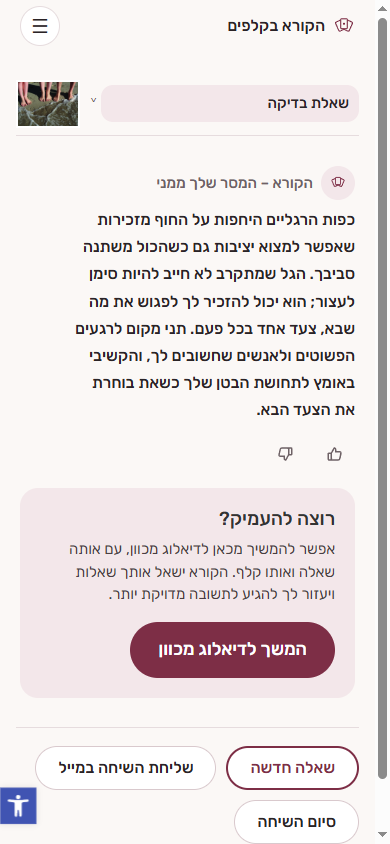 הקורא בקלפים
שאלת בדיקה
הקורא – המסר שלך ממני
כפות הרגליים היחפות על החוף מזכירות
שאפשר למצוא יציבות גם כשהכול משתנה
סביבך. הגל שמתקרב לא חייב להיות סימן
לעצור; הוא יכול להזכיר לך לפגוש את מה
שבא, צעד אחד בכל פעם. תני מקום לרגעים
הפשוטים ולאנשים שחשובים לך, והקשיבי
באומץ לתחושת הבטן שלך כשאת בוחרת
את הצעד הבא.
רוצה להעמיק?
אפשר להמשיך מכאן לדיאלוג מכוון, עם אותה
שאלה ואותו קלף. הקורא ישאל אותך שאלות
ויעזור לך להגיע לתשובה מדויקת יותר.
המשך לדיאלוג מכוון
שאלה חדשה
שליחת השיחה במייל
סיום השיחה